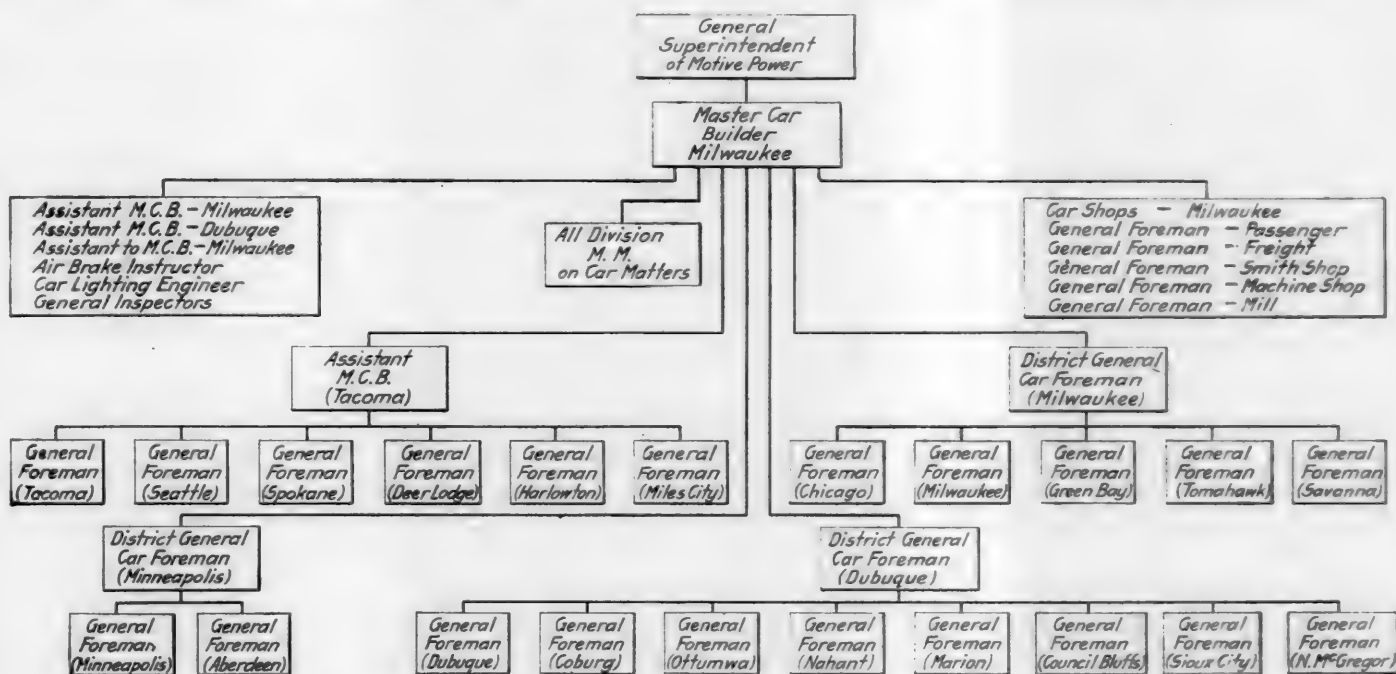 General
Superintendent
of Motive Power
Master Car
Builder
Milwaukee
Assistant M.C.B. - Milwaukee
Assistant M.C.B. - Dubuque
Assistant to M.C.B. - Milwaukee
Air Brake Instructor
Car Lighting Engineer
General Inspectors
All Division
M. M.
on Car Matters
Car Shops - Milwaukee
General Foreman - Passenger
General Foreman - Freight
General Foreman - Smith Shop
General Foreman - Machine Shop
General Foreman - Mill
Assistant
M.C.B.
(Tacoma)
District General
Car Foreman
(Milwaukee)
General
Foreman
(Tacoma)
General
Foreman
(Seattle)
General
Foreman
(Spokane)
General
Foreman
(Deer Lodge)
General
Foreman
(Harlowton)
General
Foreman
(Miles City)
General
Foreman
(Chicago)
General
Foreman
(Milwaukee)
General
Foreman
(Green Bay)
General
Foreman
(Tomahawk)
General
Foreman
(Savanna)
District General
Car Foreman
(Minneapolis)
District General
Car Foreman
(Dubuque)
General
Foreman
(Minneapolis)
General
Foreman
(Aberdeen)
General
Foreman
(Dubuque)
General
Foreman
(Coburg)
General
Foreman
(Ottumwa)
General
Foreman
(Nahant)
General
Foreman
(Marion)
General
Foreman
(Council Bluffs)
General
Foreman
(Sioux City)
General
Foreman
(N. McGregor)